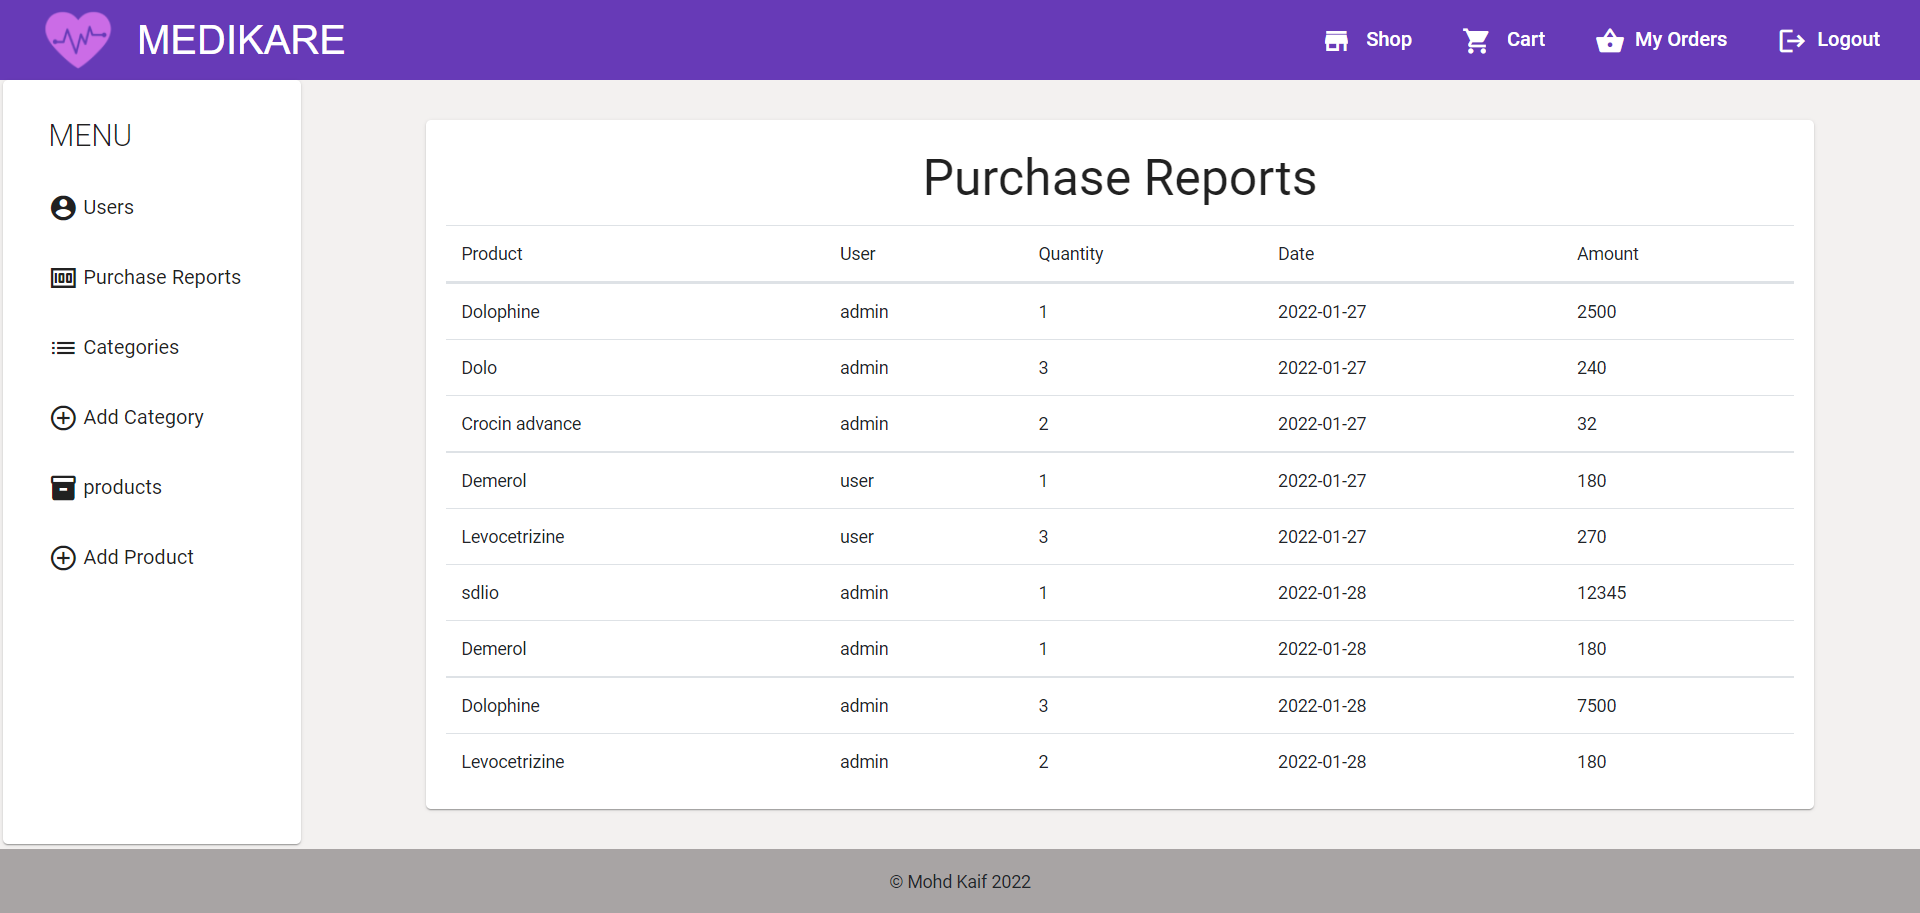 MEDIKARE
Shop Cart My Orders Logout
MENU
Users
Purchase Reports
Categories
Add Category
products
Add Product
Purchase Reports
Product User Quantity Date Amount
Dolophine admin 1 2022-01-27 2500
Dolo admin 3 2022-01-27 240
Crocin advance admin 2 2022-01-27 32
Demerol user 1 2022-01-27 180
Levocetrizine user 3 2022-01-27 270
sdlio admin 1 2022-01-28 12345
Demerol admin 1 2022-01-28 180
Dolophine admin 3 2022-01-28 7500
Levocetrizine admin 2 2022-01-28 180
© Mohd Kaif 2022